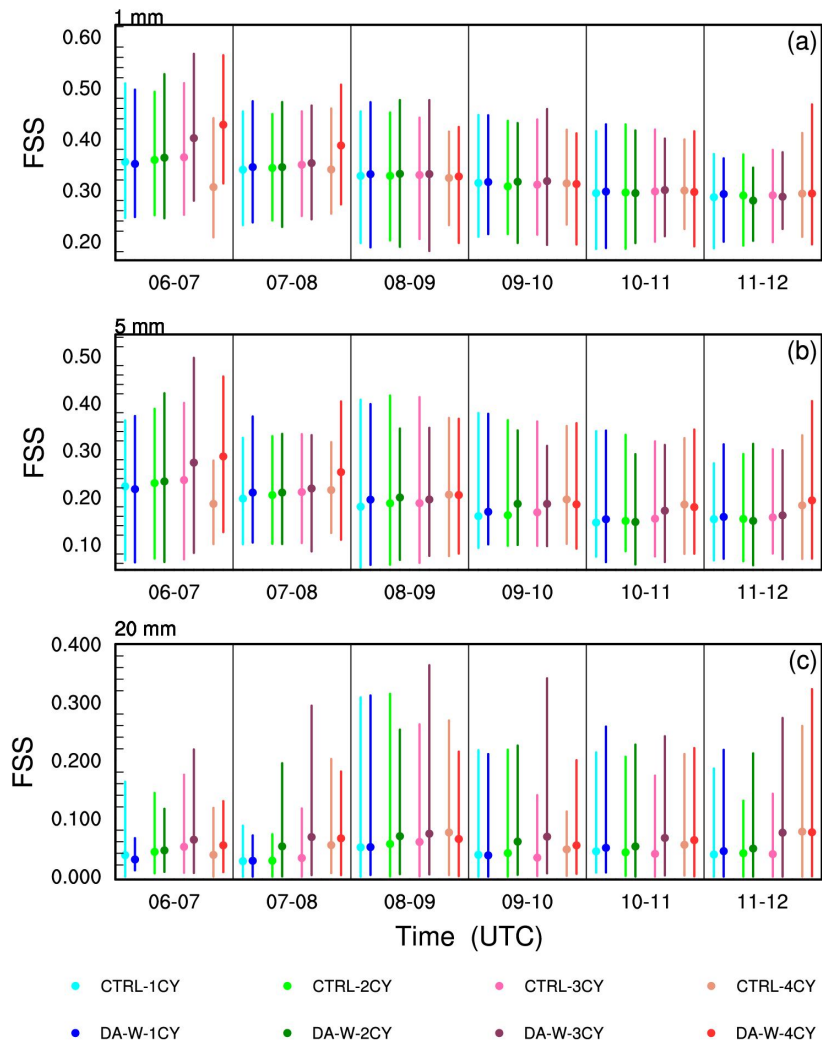 1 mm
(a)
0.60
0.50
0.40
0.30
0.20
FSS
06-07 07-08 08-09 09-10 10-11 11-12
5 mm
(b)
0.50
0.40
0.30
0.20
0.10
FSS
06-07 07-08 08-09 09-10 10-11 11-12
20 mm
(c)
0.400
0.300
0.200
0.100
0.000
FSS
06-07 07-08 08-09 09-10 10-11 11-12
Time (UTC)
CTRL-1CY CTRL-2CY CTRL-3CY CTRL-4CY
DA-W-1CY DA-W-2CY DA-W-3CY DA-W-4CY